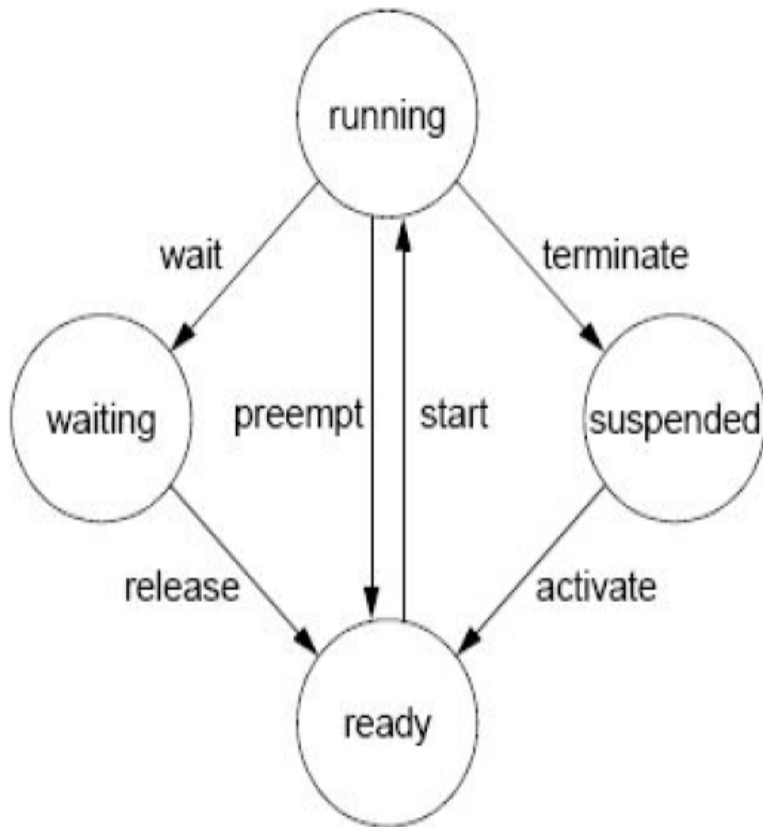 running
wait
terminate
waiting
preempt
start
suspended
release
activate
ready